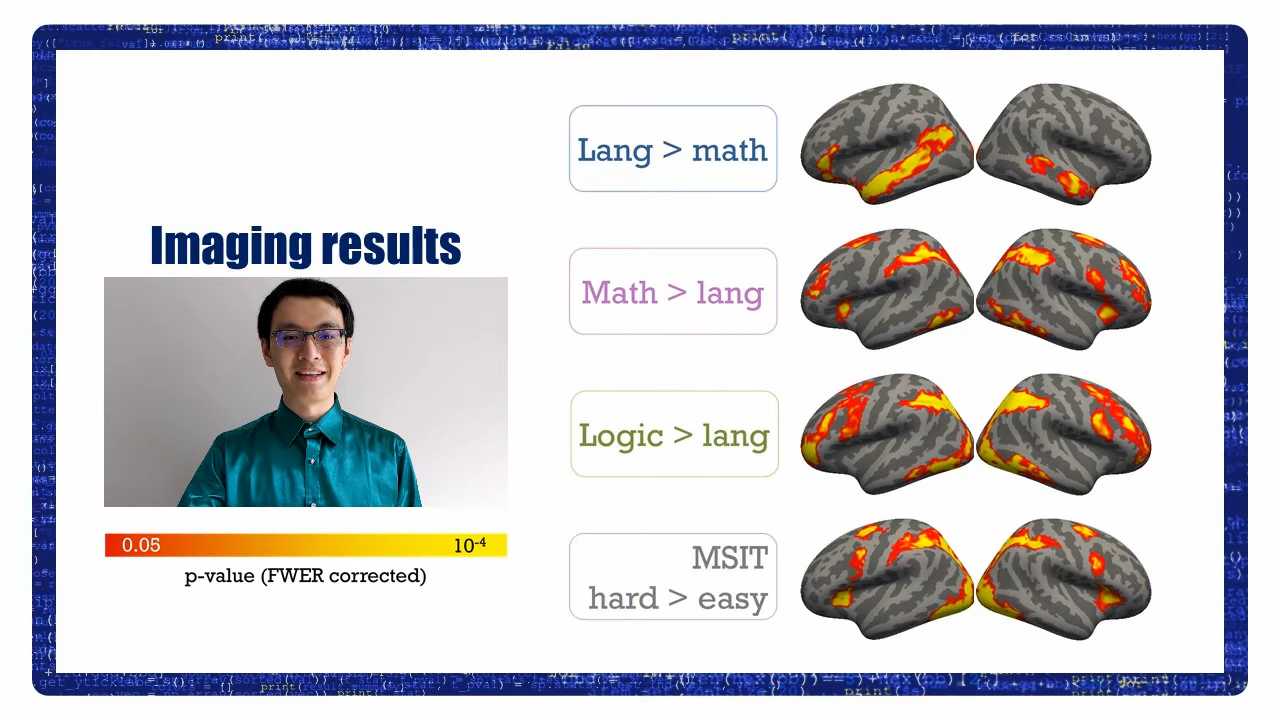 Imaging results
0.05
10-4
p-value (FWER corrected)
Lang > math
Math > lang
Logic > lang
MSIT
hard > easy